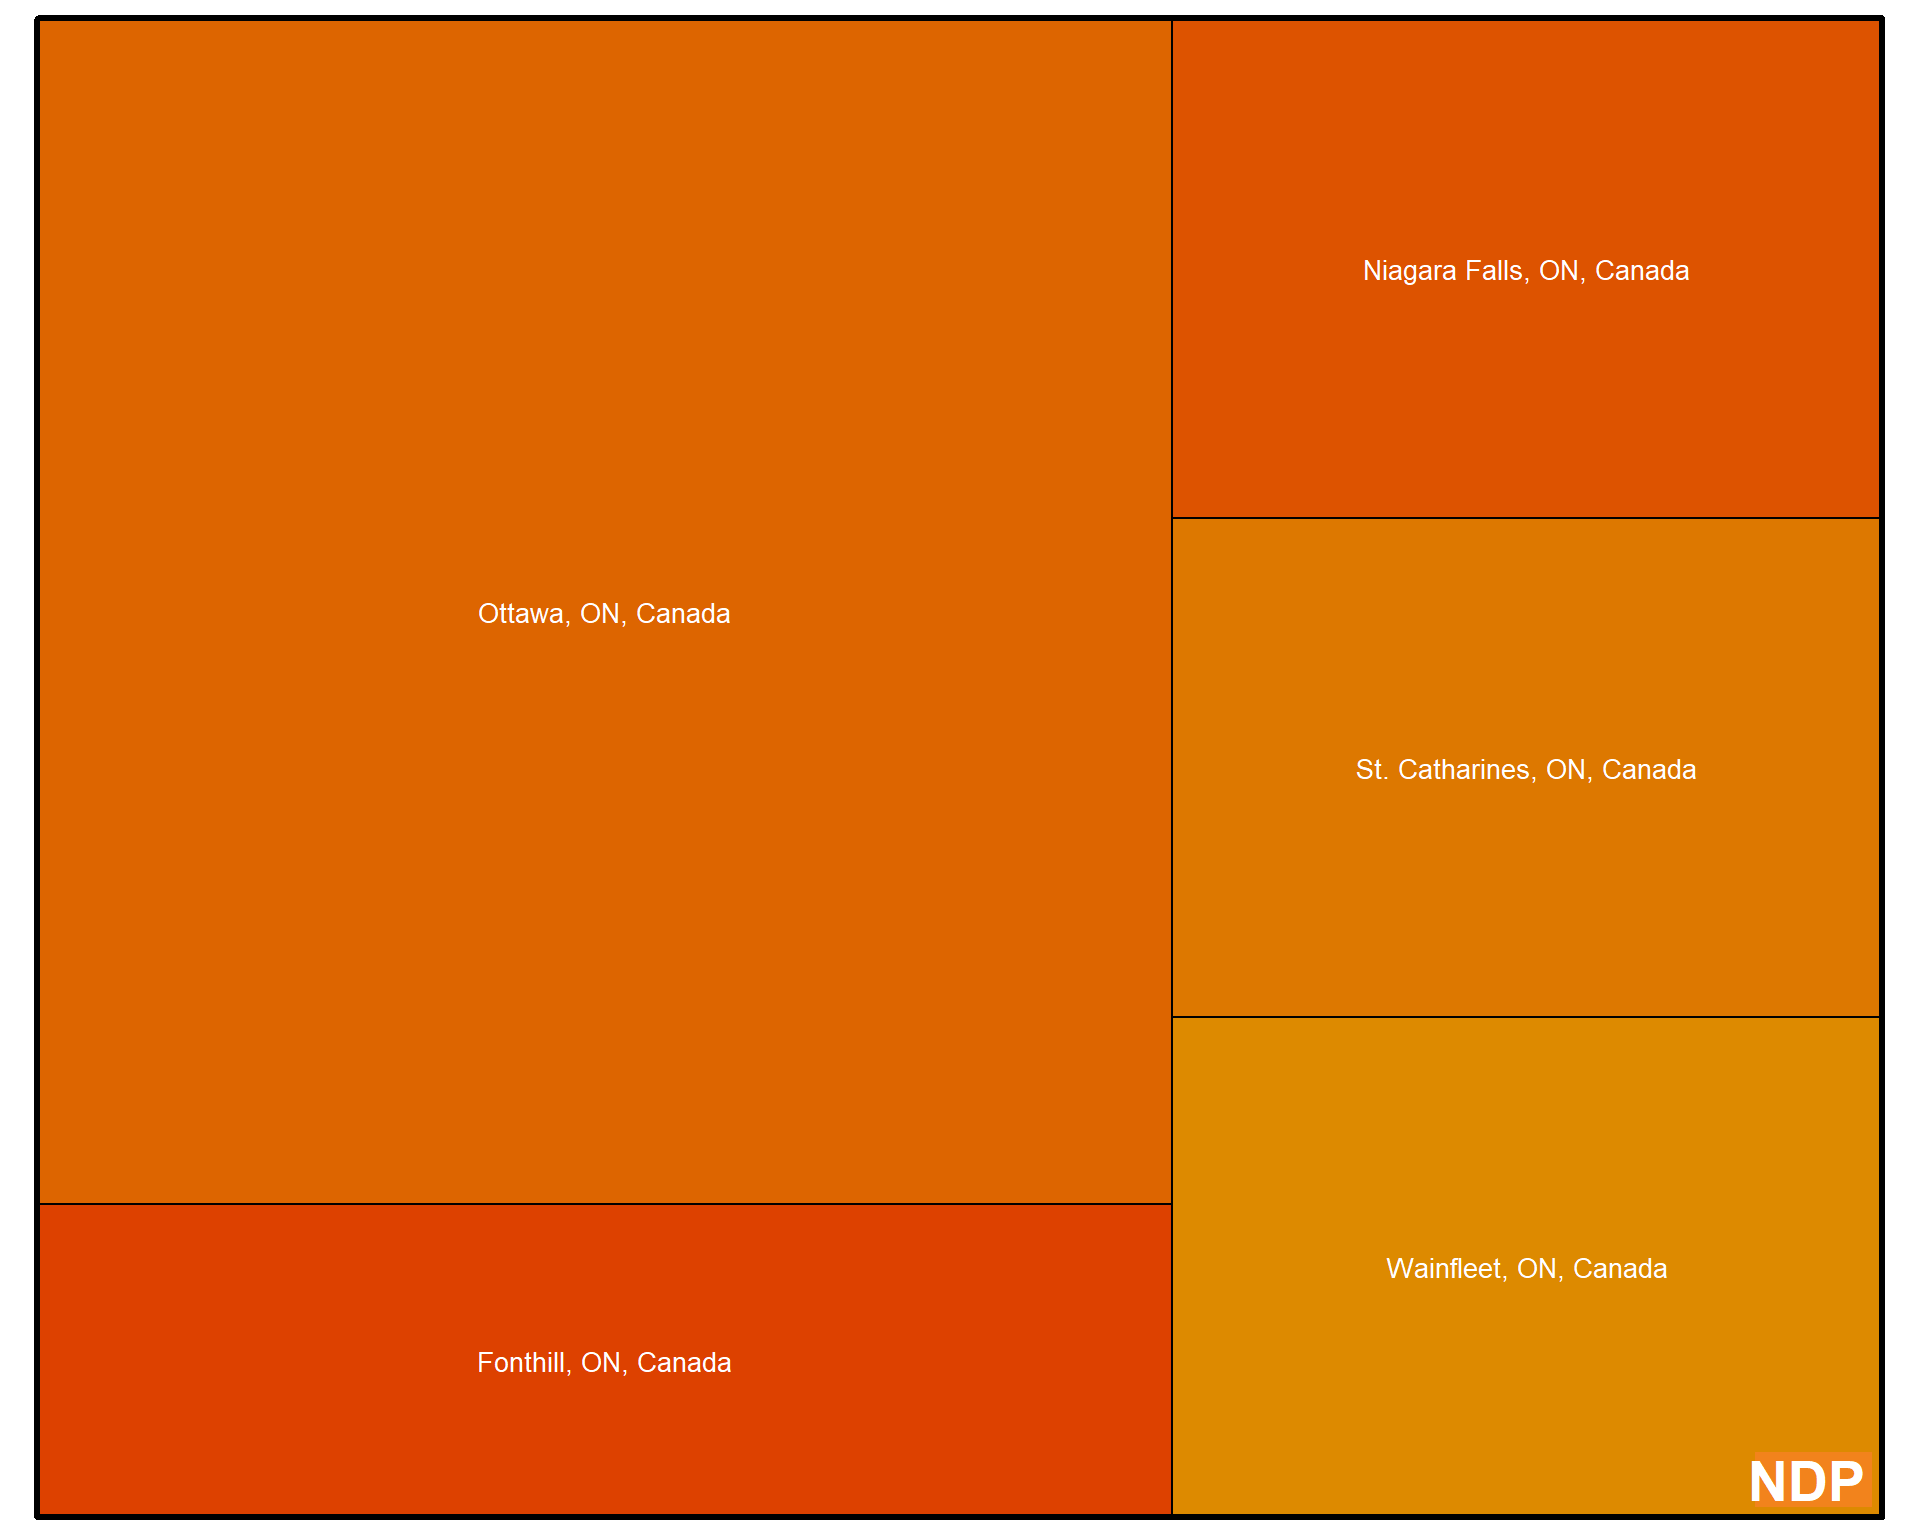 Niagara Falls, ON, Canada
Ottawa, ON, Canada
St. Catharines, ON, Canada
Wainfleet, ON, Canada
Fonthill, ON, Canada
NDP